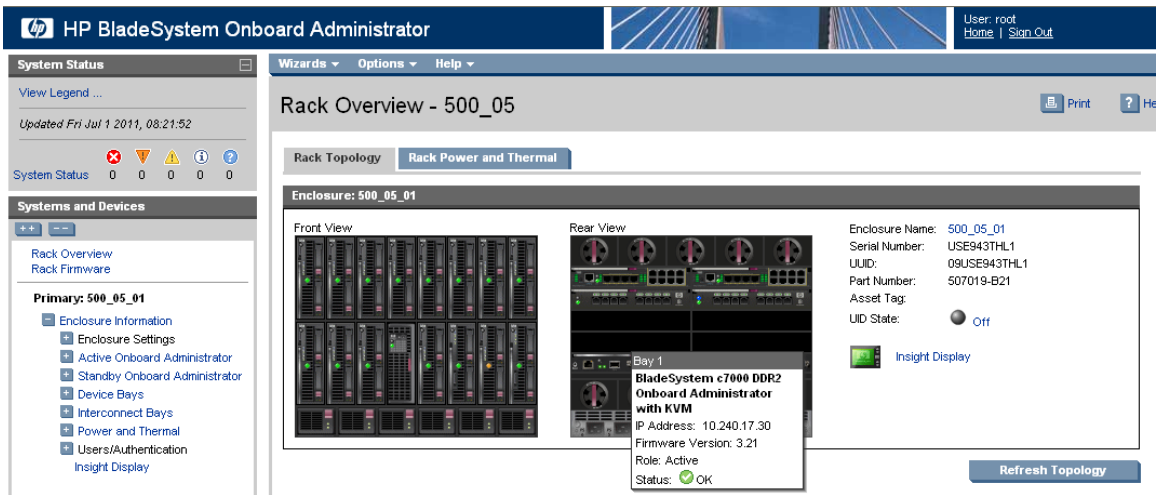 hp HP BladeSystem Onboard Administrator
User: root
Home | Sign Out
System Status
View Legend ...
Updated Fri Jul 1 2011, 08:21:52
System Status 0 0 0 0 0
Systems and Devices
++ --
Rack Overview
Rack Firmware
Primary: 500_05_01
Enclosure Information
Enclosure Settings
Active Onboard Administrator
Standby Onboard Administrator
Device Bays
Interconnect Bays
Power and Thermal
Users/Authentication
Insight Display
Wizards Options Help
Rack Overview - 500_05
Print ? He
Rack Topology Rack Power and Thermal
Enclosure: 500_05_01
Front View
Rear View
Bay 1
BladeSystem c7000 DDR2
Onboard Administrator
with KVM
IP Address: 10.240.17.30
Firmware Version: 3.21
Role: Active
Status: OK
Enclosure Name: 500_05_01
Serial Number: USE943THL1
UUID: 09USE943THL1
Part Number: 507019-B21
Asset Tag:
UID State: Off
Insight Display
Refresh Topology